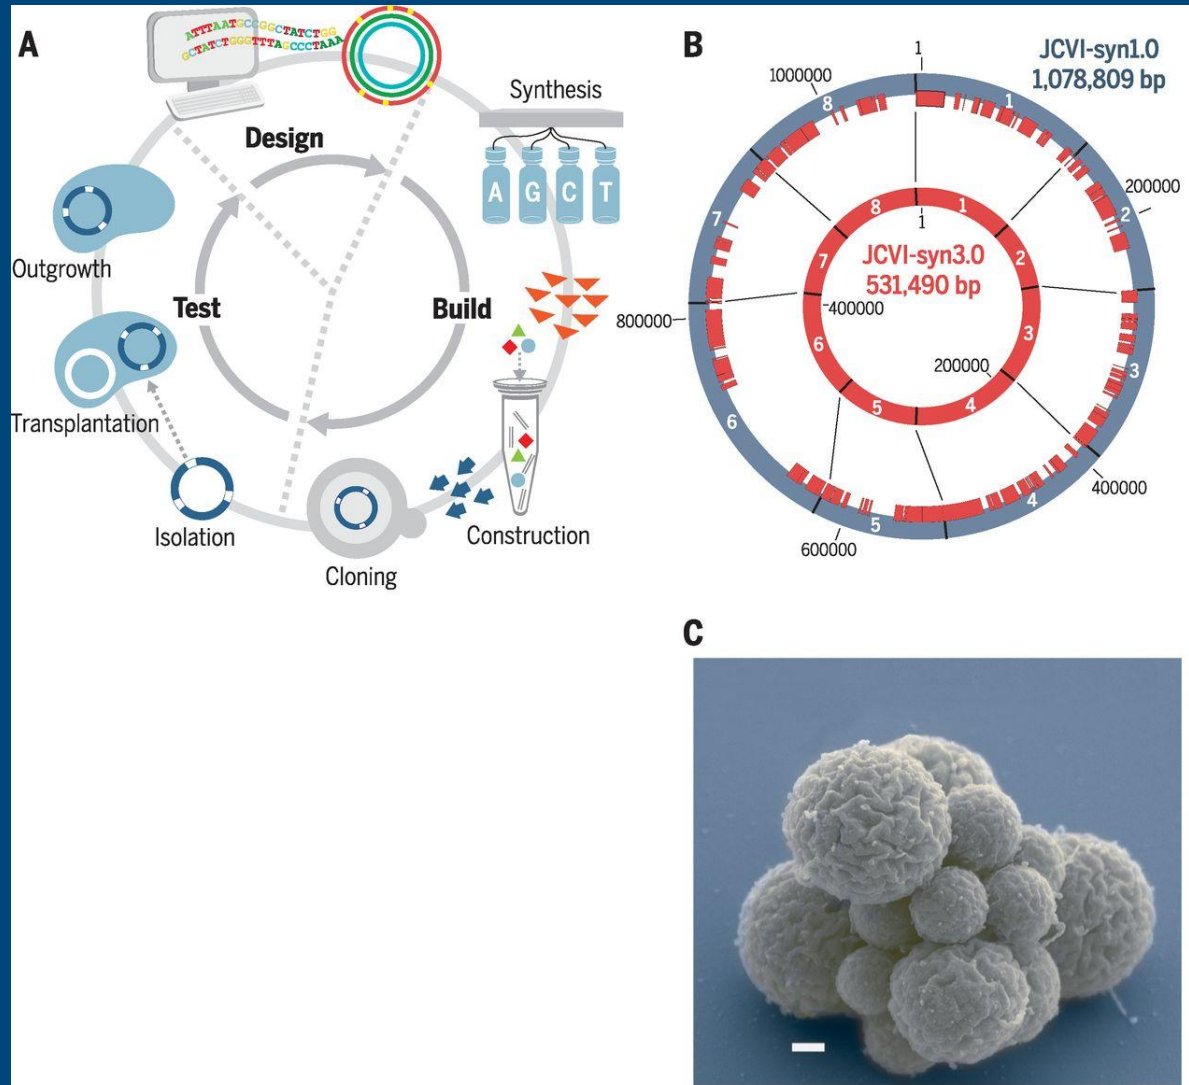 A
ATTTAATGCCGGCTATCTGG
GCTATCTGGGTTTAGCCCTAAA
Design
Synthesis
A G C T
Outgrowth
Test
Build
Transplantation
Isolation
Cloning
Construction
B
JCVI-syn1.0
1,078,809 bp
1
1000000
8
1
200000
2
7
8
1
1
JCVI-syn3.0
531,490 bp
7
2
400000
800000
6
3
200000
3
5
4
6
400000
4
5
600000
C